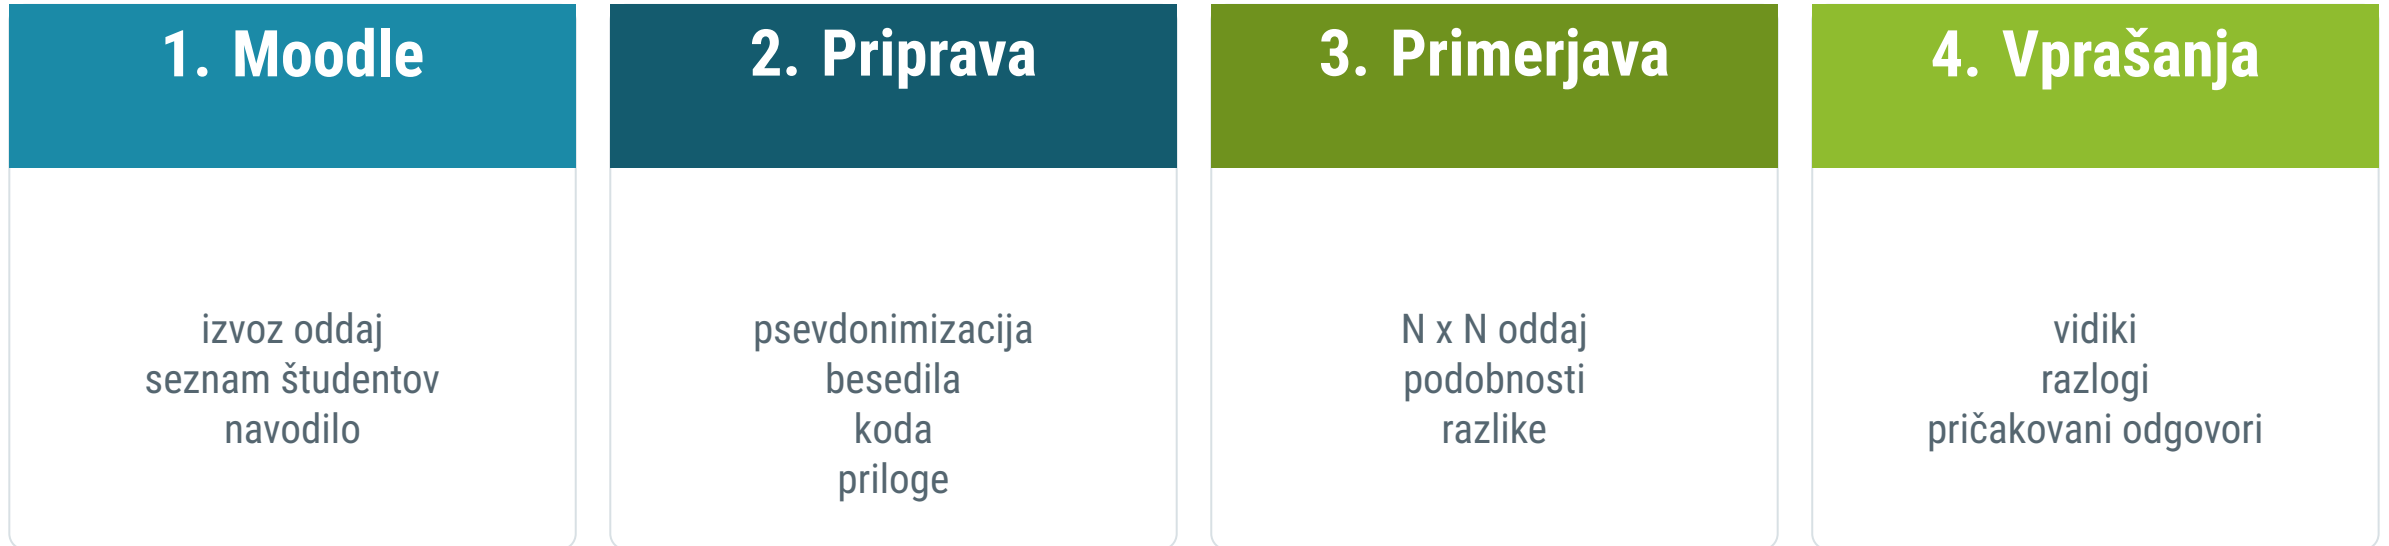 1. Moodle
izvoz oddaj
seznam študentov
navodilo
2. Priprava
psevdonimizacija
besedila
koda
priloge
3. Primerjava
N x N oddaj
podobnosti
razlike
4. Vprašanja
vidiki
razlogi
pričakovani odgovori